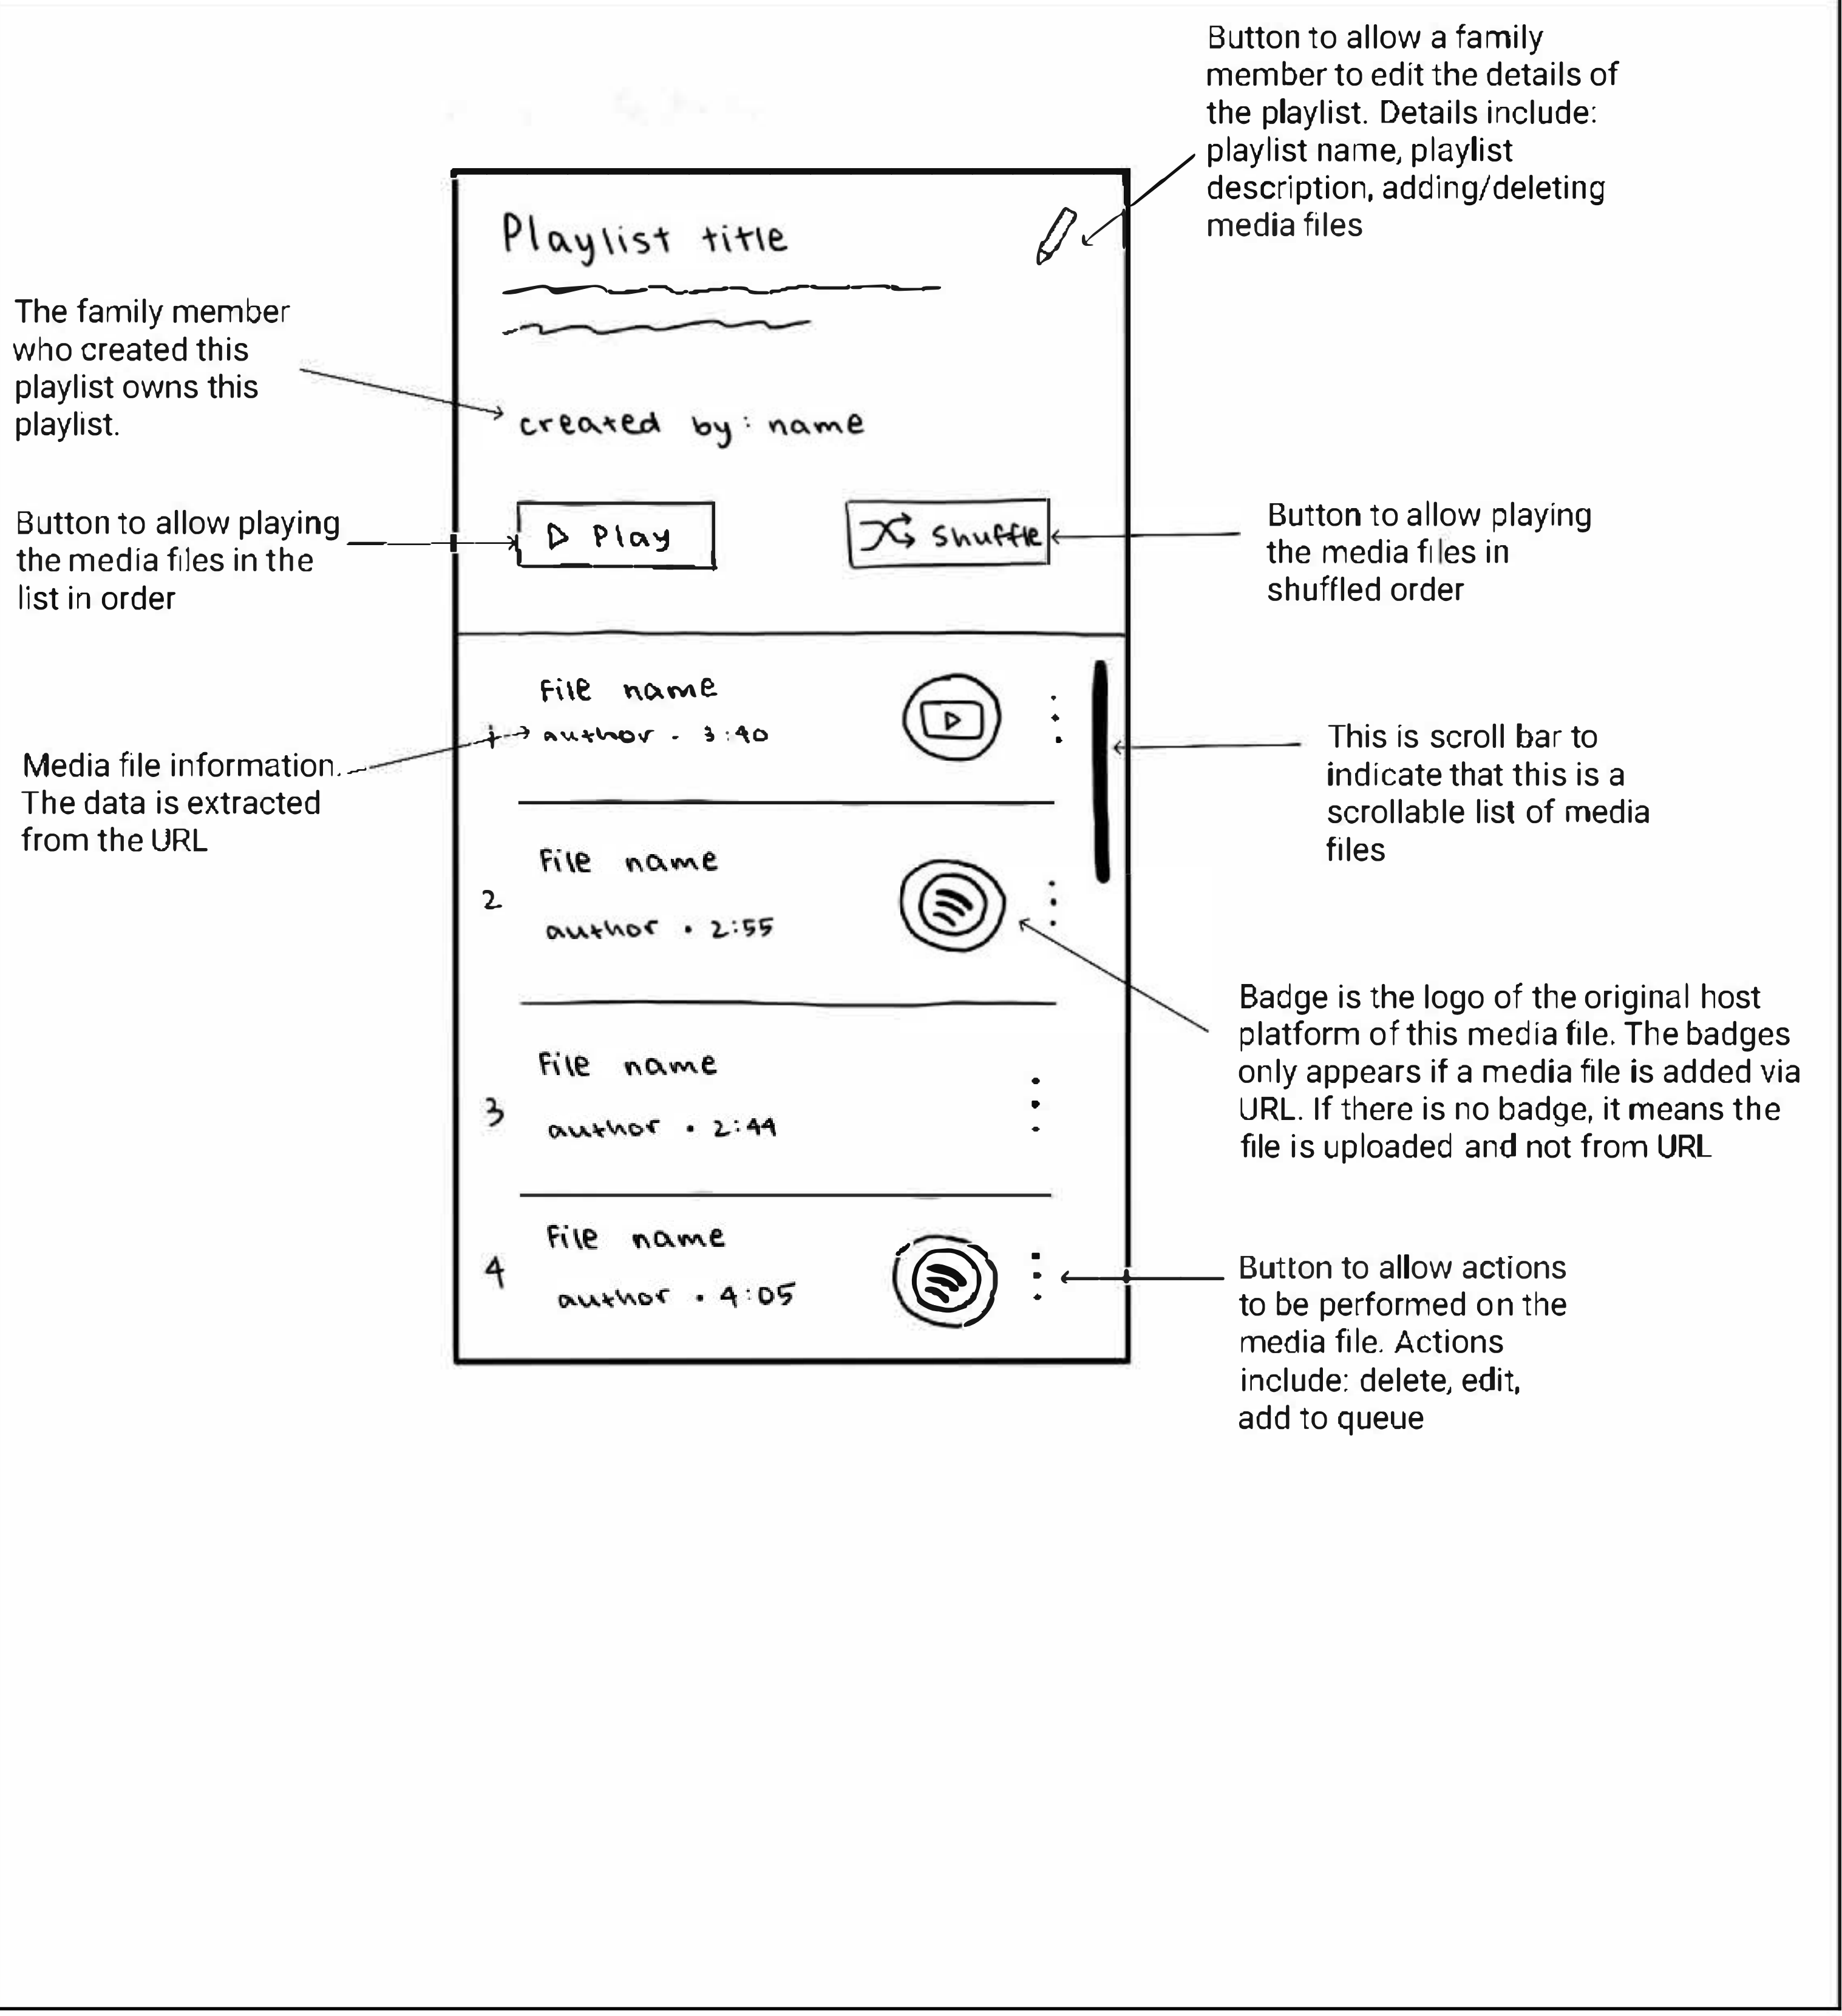 Button to allow a family
member to edit the details of
the playlist. Details include:
playlist name, playlist
description, adding/deleting
media files
Playlist title
The family member
who created this
playlist owns this
playlist.
created by: name
Button to allow playing
the media files in the
list in order
▷ Play
Shuffle
Button to allow playing
the media files in
shuffled order
File name
1 author · 3:40
Media file information.
The data is extracted
from the URL
This is scroll bar to
indicate that this is a
scrollable list of media
files
File name
2
author • 2:55
Badge is the logo of the original host
platform of this media file. The badges
only appears if a media file is added via
URL. If there is no badge, it means the
file is uploaded and not from URL
File name
3
author • 2:44
File name
4
author • 4:05
Button to allow actions
to be performed on the
media file. Actions
include: delete, edit,
add to queue